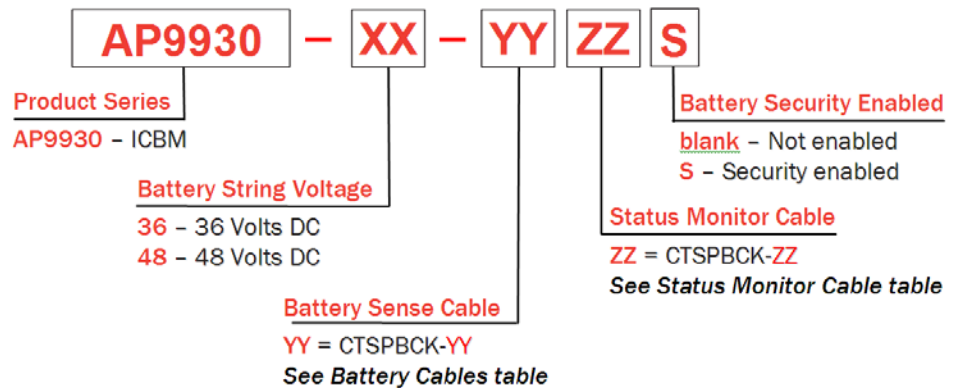 AP9930 – XX – YY ZZ S
Product Series
AP9930 – ICBM
Battery String Voltage
36 – 36 Volts DC
48 – 48 Volts DC
Battery Sense Cable
YY = CTSPBCK-YY
See Battery Cables table
Status Monitor Cable
ZZ = CTSPBCK-ZZ
See Status Monitor Cable table
Battery Security Enabled
blank – Not enabled
S – Security enabled